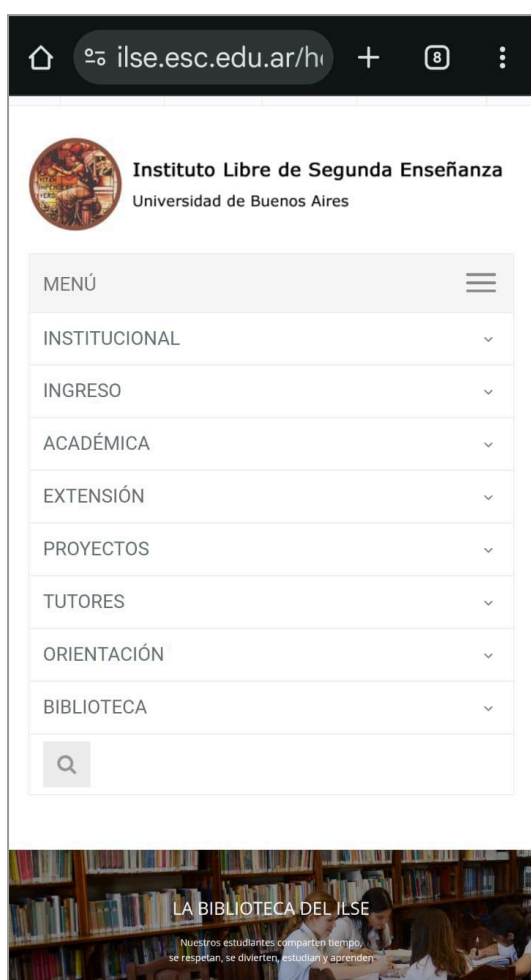 ilse.esc.edu.ar/h
8
Instituto Libre de Segunda Enseñanza
Universidad de Buenos Aires
MENÚ
INSTITUCIONAL
INGRESO
ACADÉMICA
EXTENSIÓN
PROYECTOS
TUTORES
ORIENTACIÓN
BIBLIOTECA
LA BIBLIOTECA DEL ILSE
Nuestros estudiantes comparten tiempo,
se respetan, se divierten, estudian y aprenden